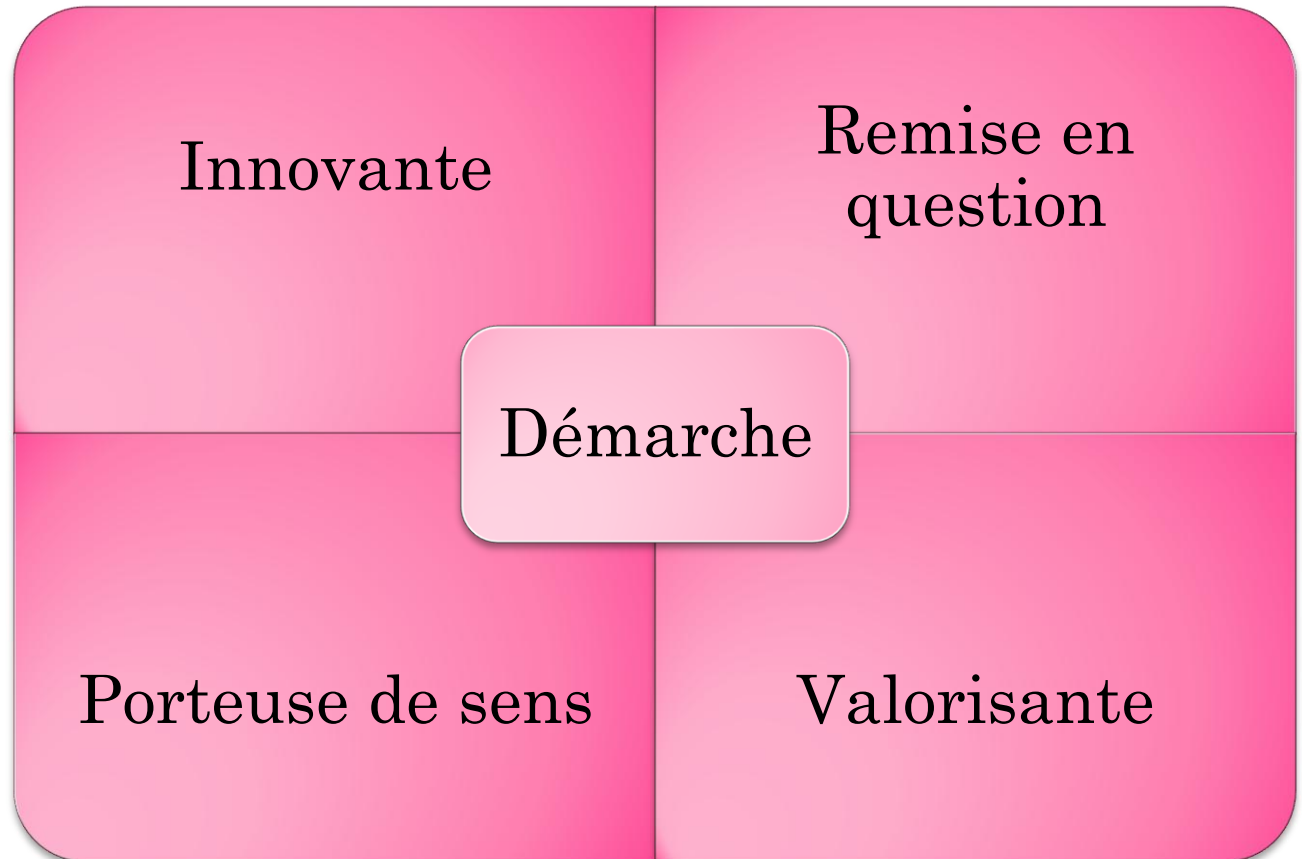 Innovante
Remise en
question
Démarche
Porteuse de sens
Valorisante